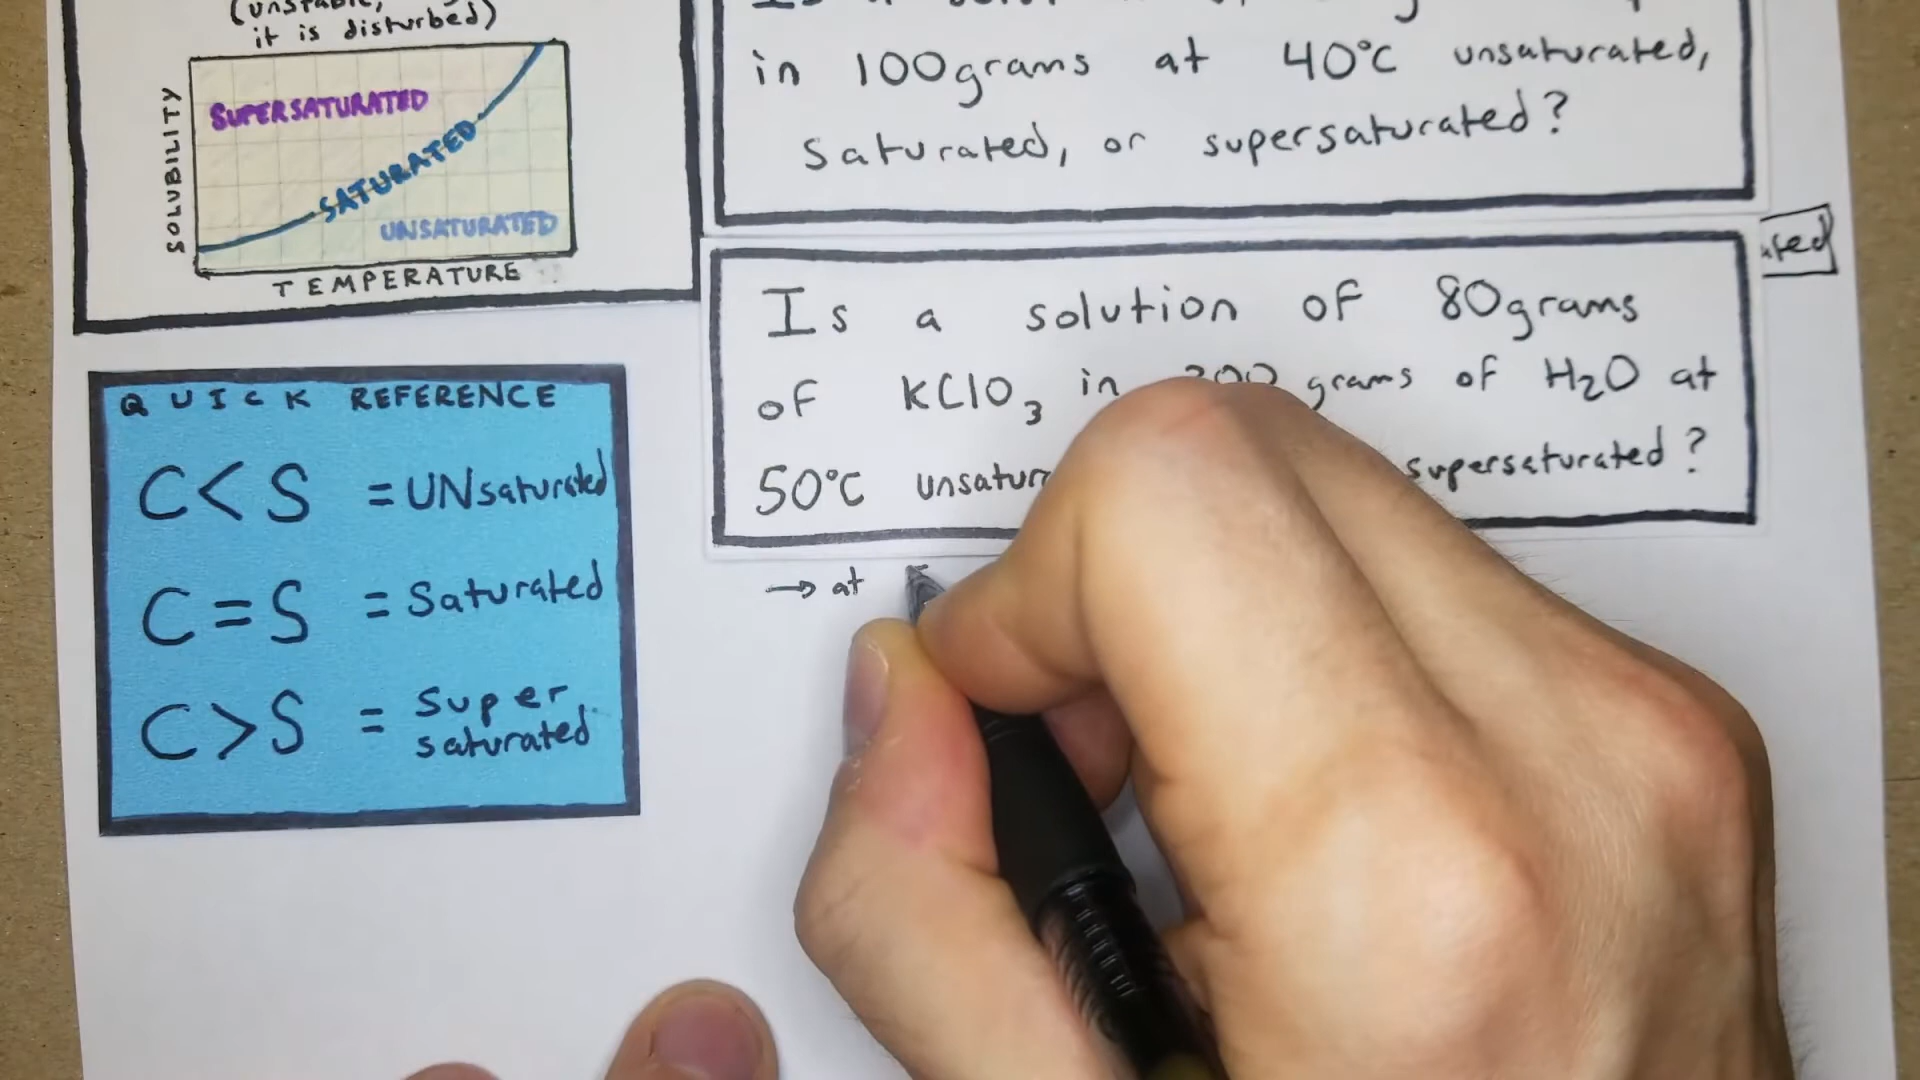 it is disturbed)
SOLUBILITY
SUPERSATURATED
SATURATED
UNSATURATED
TEMPERATURE
in 100grams at 40°C unsaturated,
saturated, or supersaturated?
Is a solution of 80grams
of KClO3 in 200 grams of H2O at
50°C supersaturated?
→ at
QUICK REFERENCE
C<S =UNsaturated
C=S =Saturated
C>S = Super
saturated